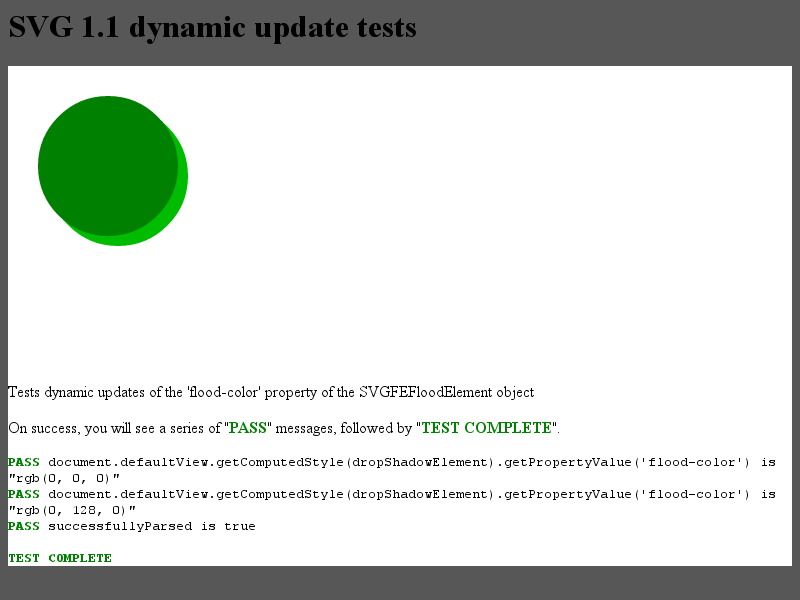 SVG 1.1 dynamic update tests
Tests dynamic updates of the 'flood-color' property of the SVGFEFloodElement object
On success, you will see a series of "PASS" messages, followed by "TEST COMPLETE".
PASS document.defaultView.getComputedStyle(dropShadowElement).getPropertyValue('flood-color') is
"rgb(0, 0, 0)"
PASS document.defaultView.getComputedStyle(dropShadowElement).getPropertyValue('flood-color') is
"rgb(0, 128, 0)"
PASS successfullyParsed is true
TEST COMPLETE